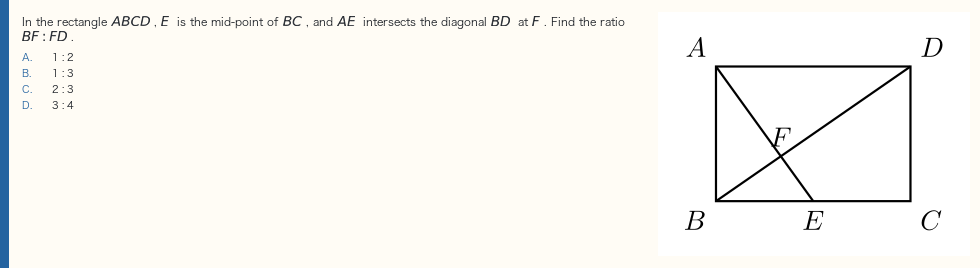 In the rectangle ABCD , E is the mid-point of BC , and AE intersects the diagonal BD at F . Find the ratio
BF : FD .
A. 1 : 2
B. 1 : 3
C. 2 : 3
D. 3 : 4
A D
F
B E C